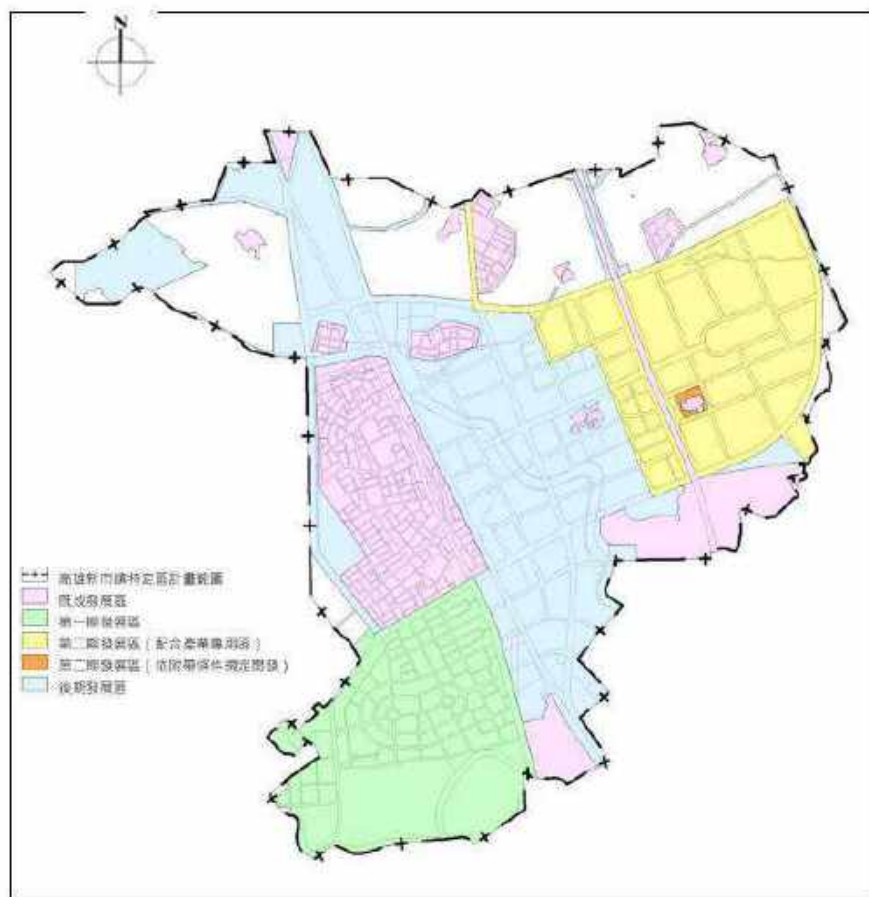 N
高雄新市鎮特定區計畫範圍
既成發展區
第一期發展區
第二期發展區（配合產業專用區）
第二期發展區（依附帶條件規定開發）
後期發展區